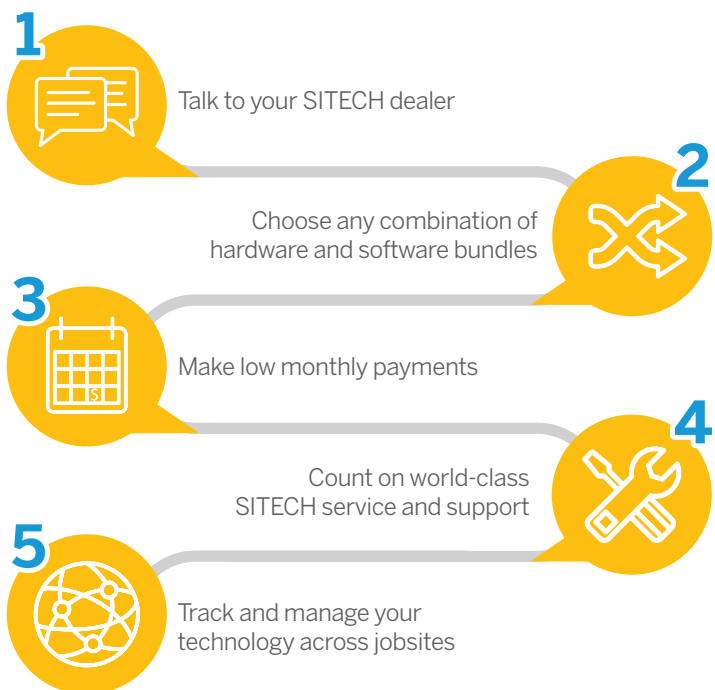 1
Talk to your SITECH dealer
2
Choose any combination of
hardware and software bundles
3
$
Make low monthly payments
4
Count on world-class
SITECH service and support
5
Track and manage your
technology across jobsites